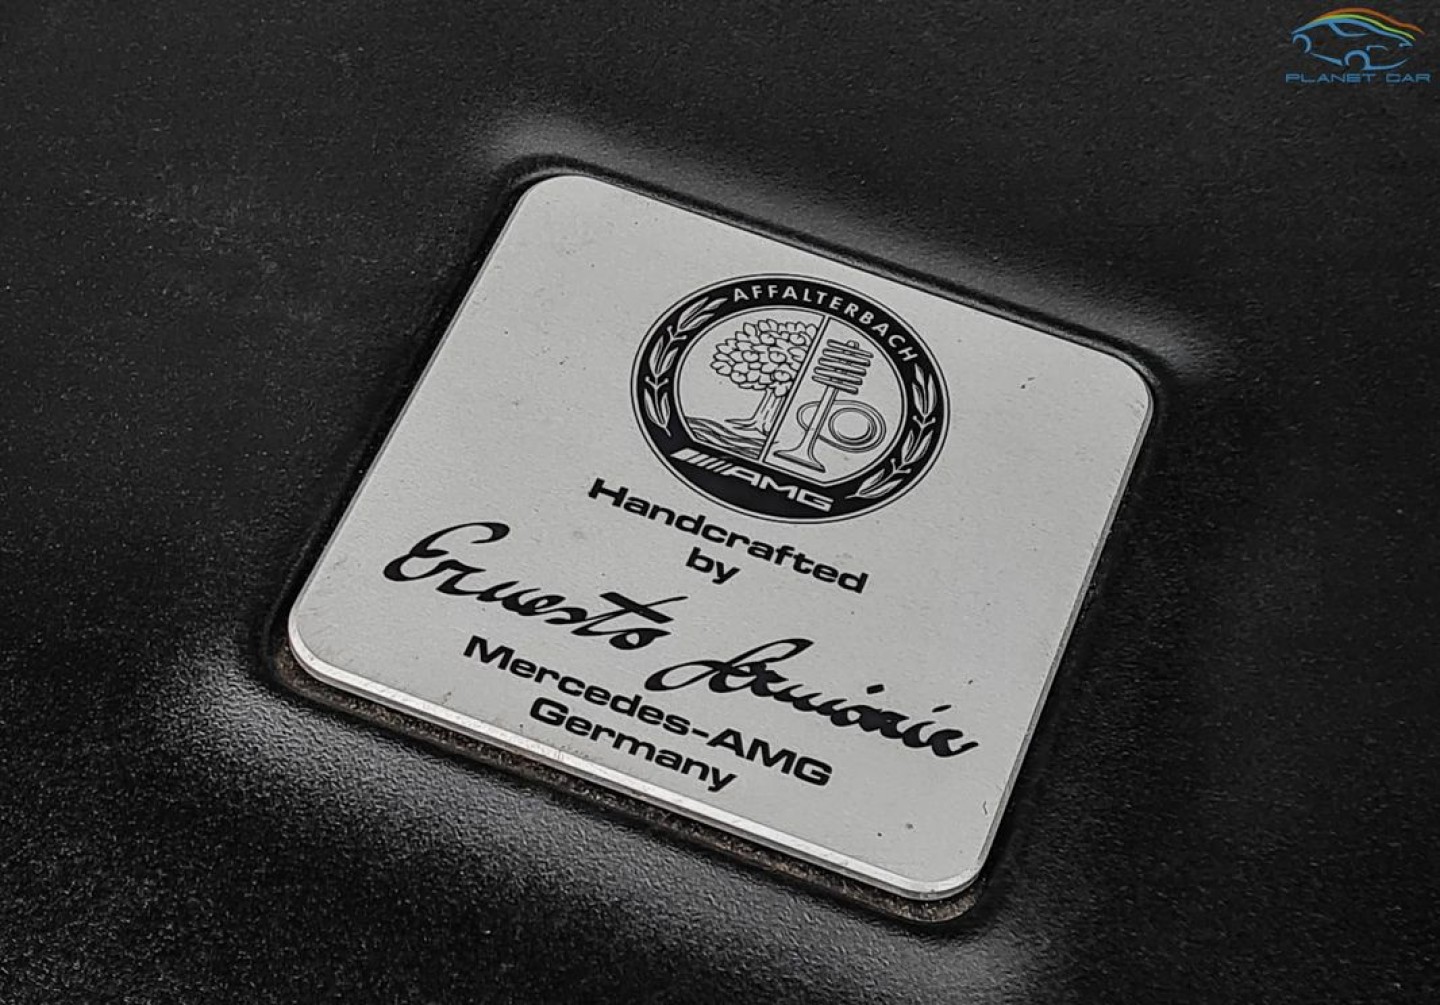 PLANET CAR
AFFALTERBACH
AMG
Handcrafted
by
Ernesto
Mercedes-AMG
Germany